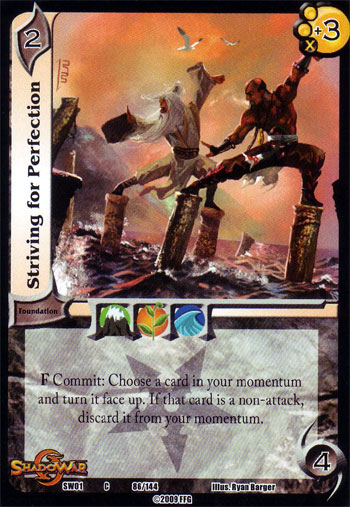 2
+3
X
Striving for Perfection
Foundation
F Commit: Choose a card in your momentum
and turn it face up. If that card is a non-attack,
discard it from your momentum.
4
ShadoWar
SW01 C 86/144 Illus. Ryan Barger
©2009 FFG